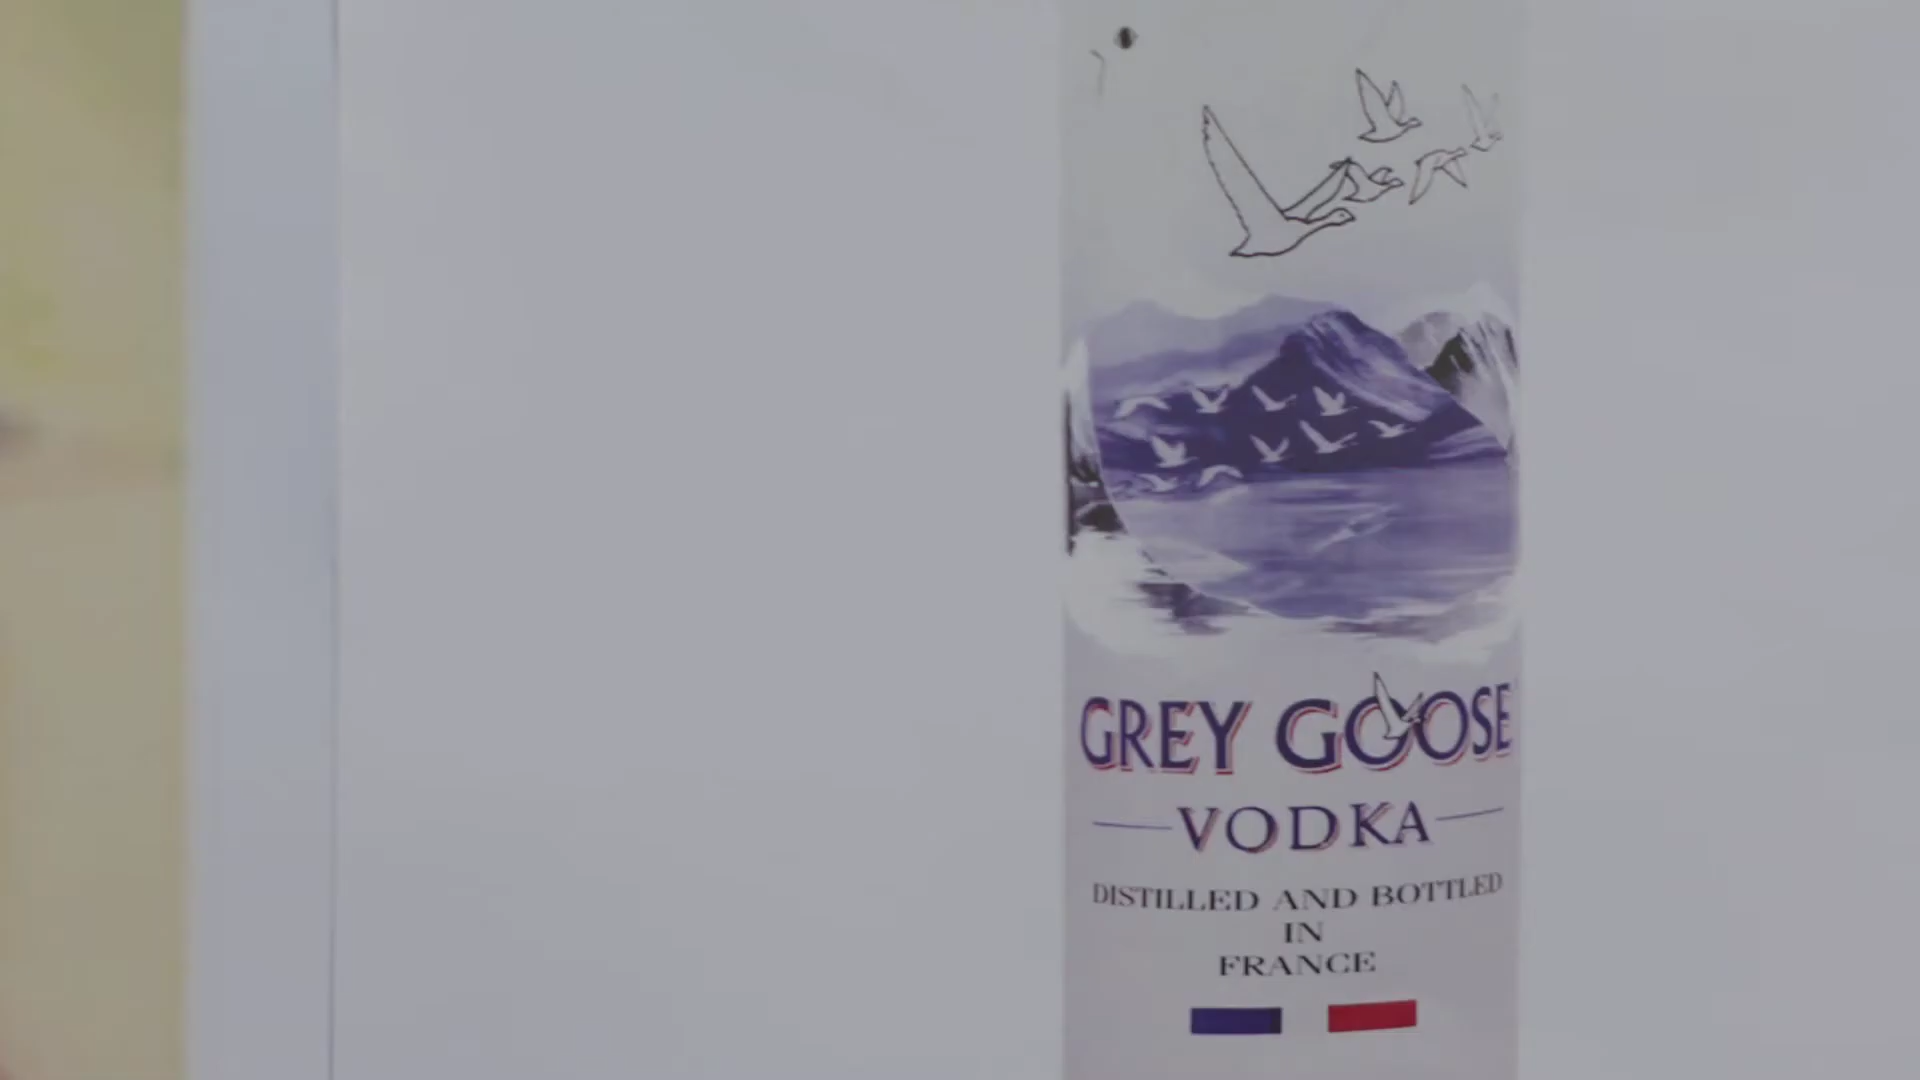 GREY GOOSE
VODKA
DISTILLED AND BOTTLED
IN
FRANCE